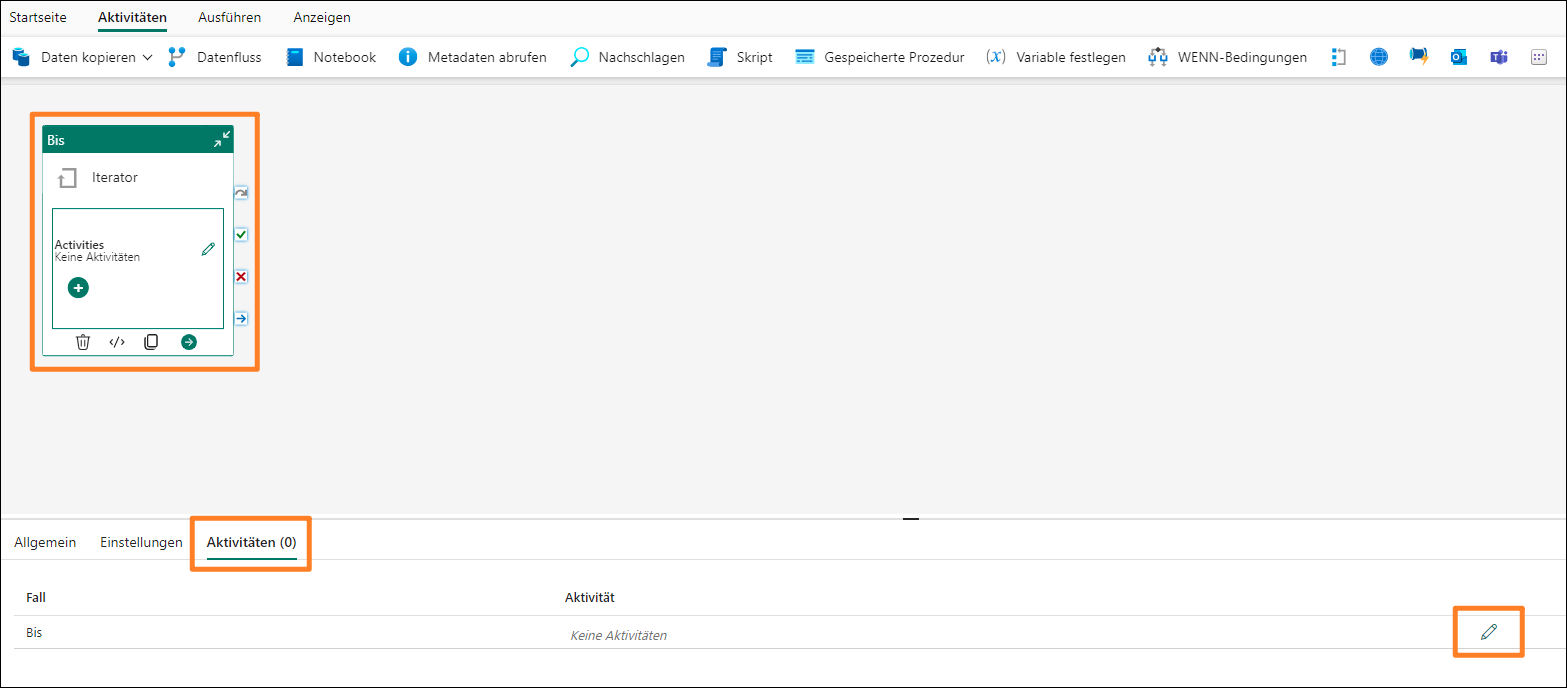 Startseite Aktivitäten Ausführen Anzeigen
Daten kopieren Datenfluss Notebook Metadaten abrufen Nachschlagen Skript Gespeicherte Prozedur (x) Variable festlegen WENN-Bedingungen
Bis
Iterator
Activities
Keine Aktivitäten
Allgemein Einstellungen Aktivitäten (0)
Fall Aktivität
Bis Keine Aktivitäten